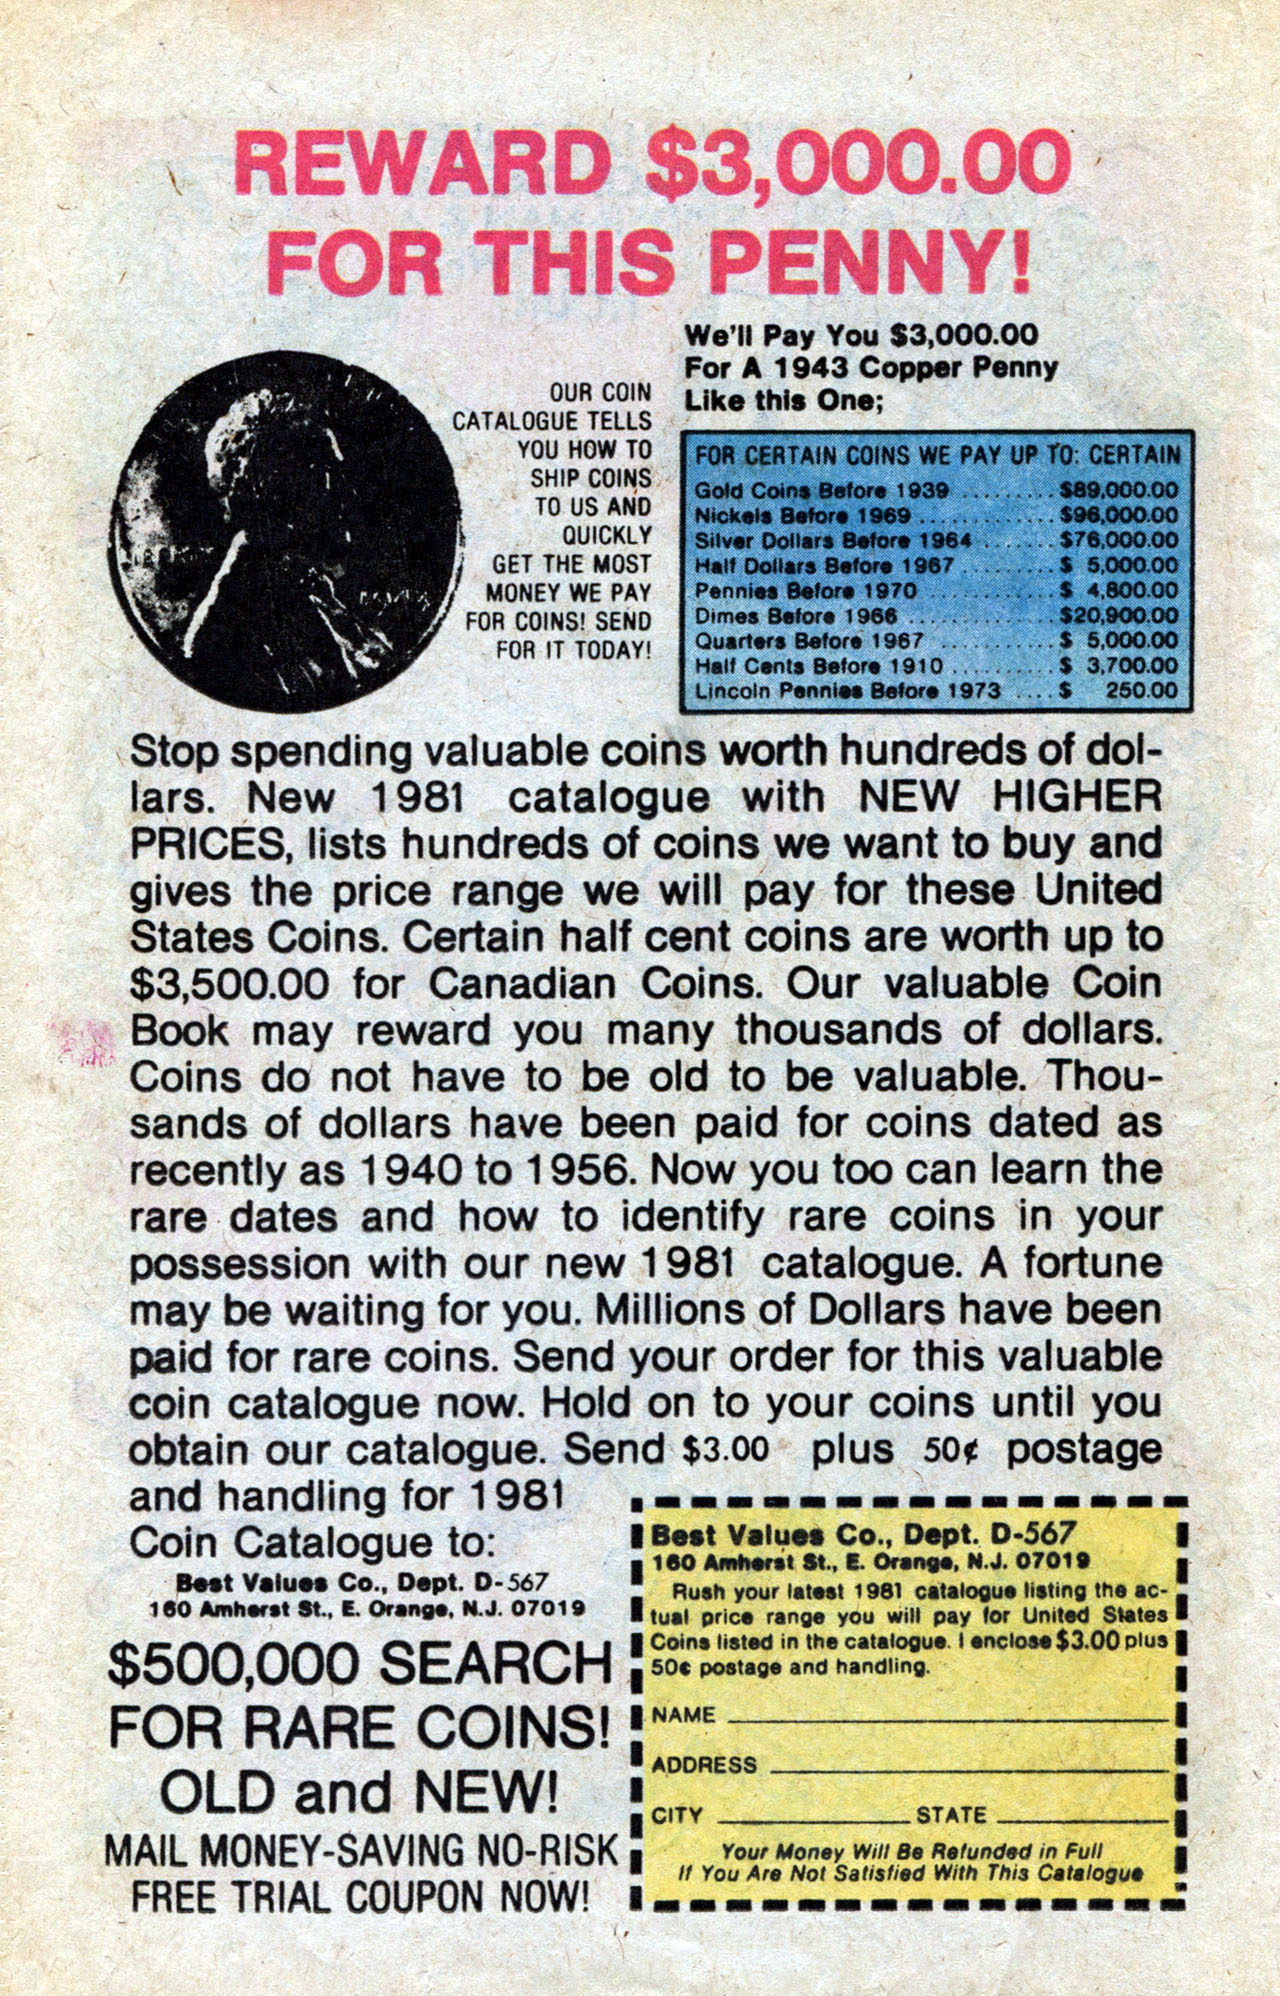 REWARD $3,000.00
FOR THIS PENNY!
We'll Pay You $3,000.00
For A 1943 Copper Penny
Like this One;
OUR COIN
CATALOGUE TELLS
YOU HOW TO
SHIP COINS
TO US AND
QUICKLY
GET THE MOST
MONEY WE PAY
FOR COINS! SEND
FOR IT TODAY!
FOR CERTAIN COINS WE PAY UP TO: CERTAIN
Gold Coins Before 1939 ......... $89,000.00
Nickels Before 1969 ............ $96,000.00
Silver Dollars Before 1964 ....... $76,000.00
Half Dollars Before 1967 ......... $ 5,000.00
Pennies Before 1970 ............ $ 4,800.00
Dimes Before 1966 ............. $20,900.00
Quarters Before 1967 ........... $ 5,000.00
Half Cents Before 1910 .......... $ 3,700.00
Lincoln Pennies Before 1973 .... $ 250.00
LIBERTY
Stop spending valuable coins worth hundreds of dol-
lars. New 1981 catalogue with NEW HIGHER
PRICES, lists hundreds of coins we want to buy and
gives the price range we will pay for these United
States Coins. Certain half cent coins are worth up to
$3,500.00 for Canadian Coins. Our valuable Coin
Book may reward you many thousands of dollars.
Coins do not have to be old to be valuable. Thou-
sands of dollars have been paid for coins dated as
recently as 1940 to 1956. Now you too can learn the
rare dates and how to identify rare coins in your
possession with our new 1981 catalogue. A fortune
may be waiting for you. Millions of Dollars have been
paid for rare coins. Send your order for this valuable
coin catalogue now. Hold on to your coins until you
obtain our catalogue. Send $3.00 plus 50¢ postage
and handling for 1981
Coin Catalogue to:
Best Values Co., Dept. D-567
160 Amherst St., E. Orange, N.J. 07019
$500,000 SEARCH
FOR RARE COINS!
OLD and NEW!
MAIL MONEY-SAVING NO-RISK
FREE TRIAL COUPON NOW!
Best Values Co., Dept. D-567
160 Amherst St., E. Orange, N.J. 07019
Rush your latest 1981 catalogue listing the ac-
tual price range you will pay for United States
Coins listed in the catalogue. I enclose $3.00 plus
50¢ postage and handling.
NAME
ADDRESS
CITY STATE
Your Money Will Be Refunded in Full
If You Are Not Satisfied With This Catalogue